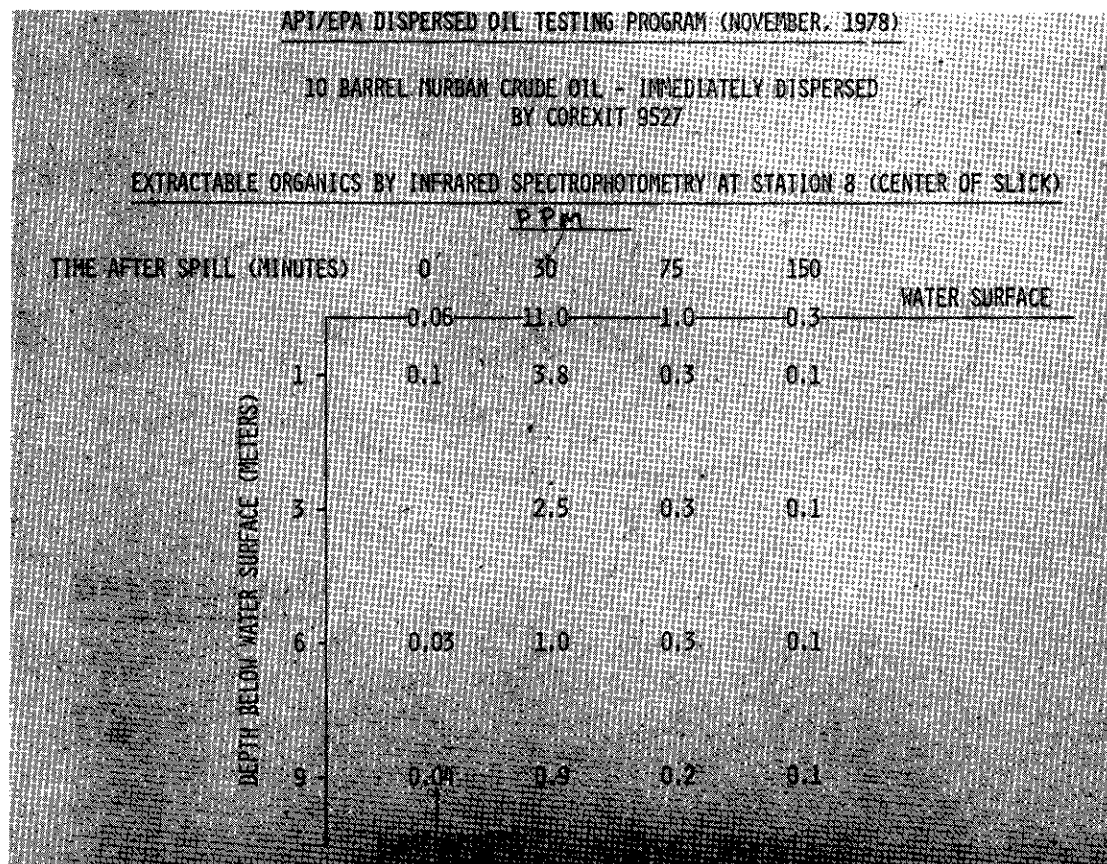 API/EPA DISPERSED OIL TESTING PROGRAM (NOVEMBER, 1978)
10 BARREL MURBAN CRUDE OIL - IMMEDIATELY DISPERSED
BY COREXIT 9527
EXTRACTABLE ORGANICS BY INFRARED SPECTROPHOTOMETRY AT STATION 8 (CENTER OF SLICK)
PPM
TIME AFTER SPILL (MINUTES) 0 30 75 150
WATER SURFACE
0.06 11.0 1.0 0.3
1 0.1 3.8 0.3 0.1
3 2.5 0.3 0.1
6 0.03 1.0 0.3 0.1
9 0.04 0.9 0.2 0.1
DEPTH BELOW WATER SURFACE (METERS)